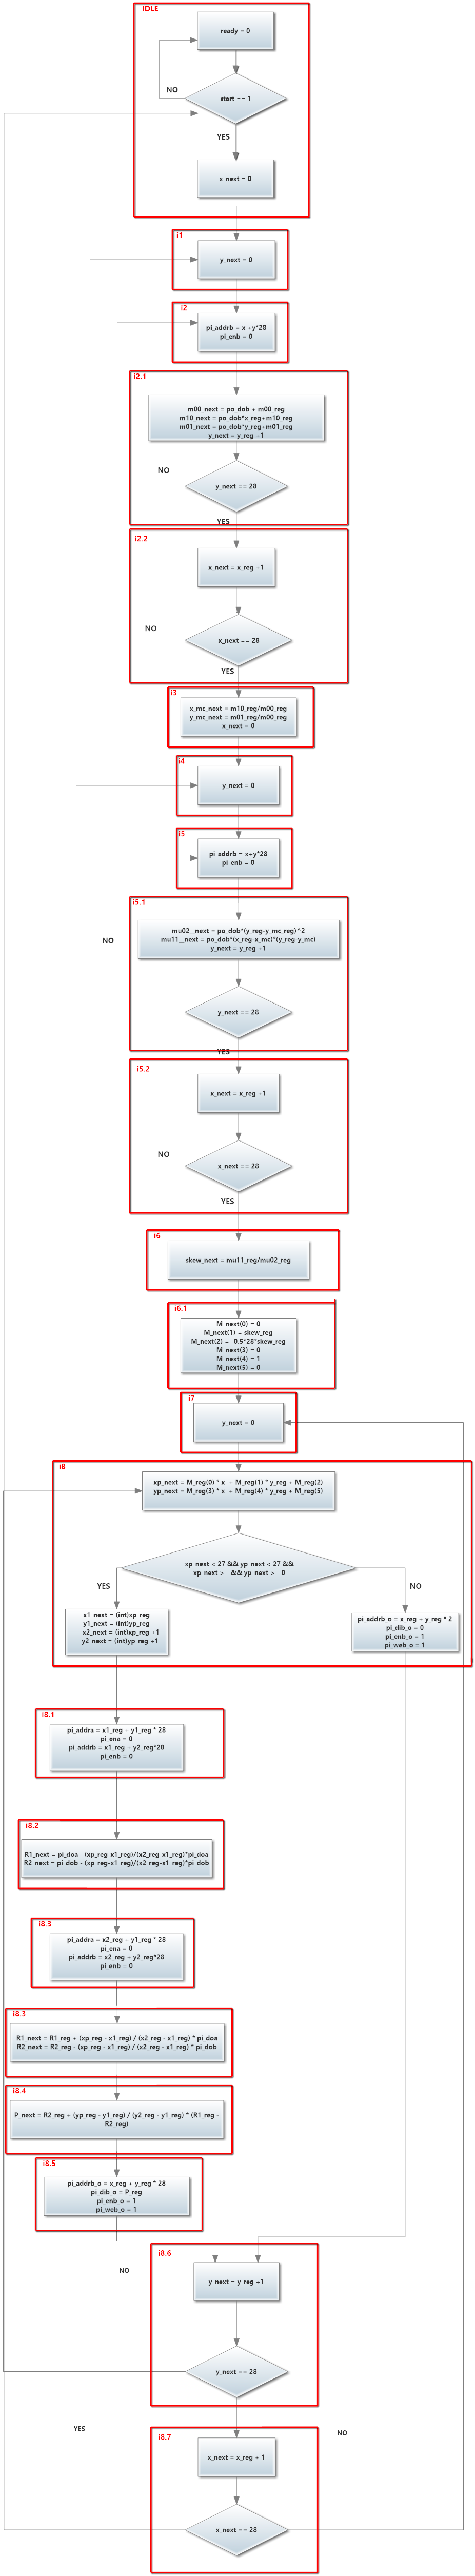 IDLE
ready = 0
NO
start == 1
YES
x_next = 0
i1
y_next = 0
i2
pi_addrb = x +y*28
pi_enb = 0
i2.1
m00_next = po_dob + m00_reg
m10_next = po_dob*x_reg+m10_reg
m01_next = po_dob*y_reg+m01_reg
y_next = y_reg +1
NO
y_next == 28
YES
i2.2
x_next = x_reg +1
NO
x_next == 28
YES
i3
x_mc_next = m10_reg/m00_reg
y_mc_next = m01_reg/m00_reg
x_next = 0
i4
y_next = 0
i5
pi_addrb = x+y*28
pi_enb = 0
i5.1
mu02__next = po_dob*(y_reg-y_mc_reg)^2
mu11__next = po_dob*(x_reg-x_mc)*(y_reg-y_mc)
y_next = y_reg +1
NO
y_next == 28
YES
i5.2
x_next = x_reg +1
NO
x_next == 28
YES
i6
skew_next = mu11_reg/mu02_reg
i6.1
M_next(0) = 0
M_next(1) = skew_reg
M_next(2) = -0.5*28*skew_reg
M_next(3) = 0
M_next(4) = 1
M_next(5) = 0
i7
y_next = 0
i8
xp_next = M_reg(0) * x + M_reg(1) * y_reg + M_reg(2)
yp_next = M_reg(3) * x + M_reg(4) * y_reg + M_reg(5)
xp_next < 27 && yp_next < 27 &&
xp_next >= && yp_next >= 0
YES
NO
x1_next = (int)xp_reg
y1_next = (int)yp_reg
x2_next = (int)xp_reg +1
y2_next = (int)yp_reg +1
pi_addrb_o = x_reg + y_reg * 2
pi_dib_o = 0
pi_enb_o = 1
pi_web_o = 1
i8.1
pi_addra = x1_reg + y1_reg * 28
pi_ena = 0
pi_addrb = x1_reg + y2_reg*28
pi_enb = 0
i8.2
R1_next = pi_doa - (xp_reg-x1_reg)/(x2_reg-x1_reg)*pi_doa
R2_next = pi_dob - (xp_reg-x1_reg)/(x2_reg-x1_reg)*pi_dob
i8.3
pi_addra = x2_reg + y1_reg * 28
pi_ena = 0
pi_addrb = x2_reg + y2_reg*28
pi_enb = 0
i8.3
R1_next = R1_reg + (xp_reg - x1_reg) / (x2_reg - x1_reg) * pi_doa
R2_next = R2_reg - (xp_reg - x1_reg) / (x2_reg - x1_reg) * pi_dob
i8.4
P_next = R2_reg + (yp_reg - y1_reg) / (y2_reg - y1_reg) * (R1_reg -
R2_reg)
i8.5
pi_addrb_o = x_reg + y_reg * 28
pi_dib_o = P_reg
pi_enb_o = 1
pi_web_o = 1
i8.6
NO
y_next = y_reg +1
y_next == 28
YES
NO
i8.7
x_next = x_reg + 1
x_next == 28